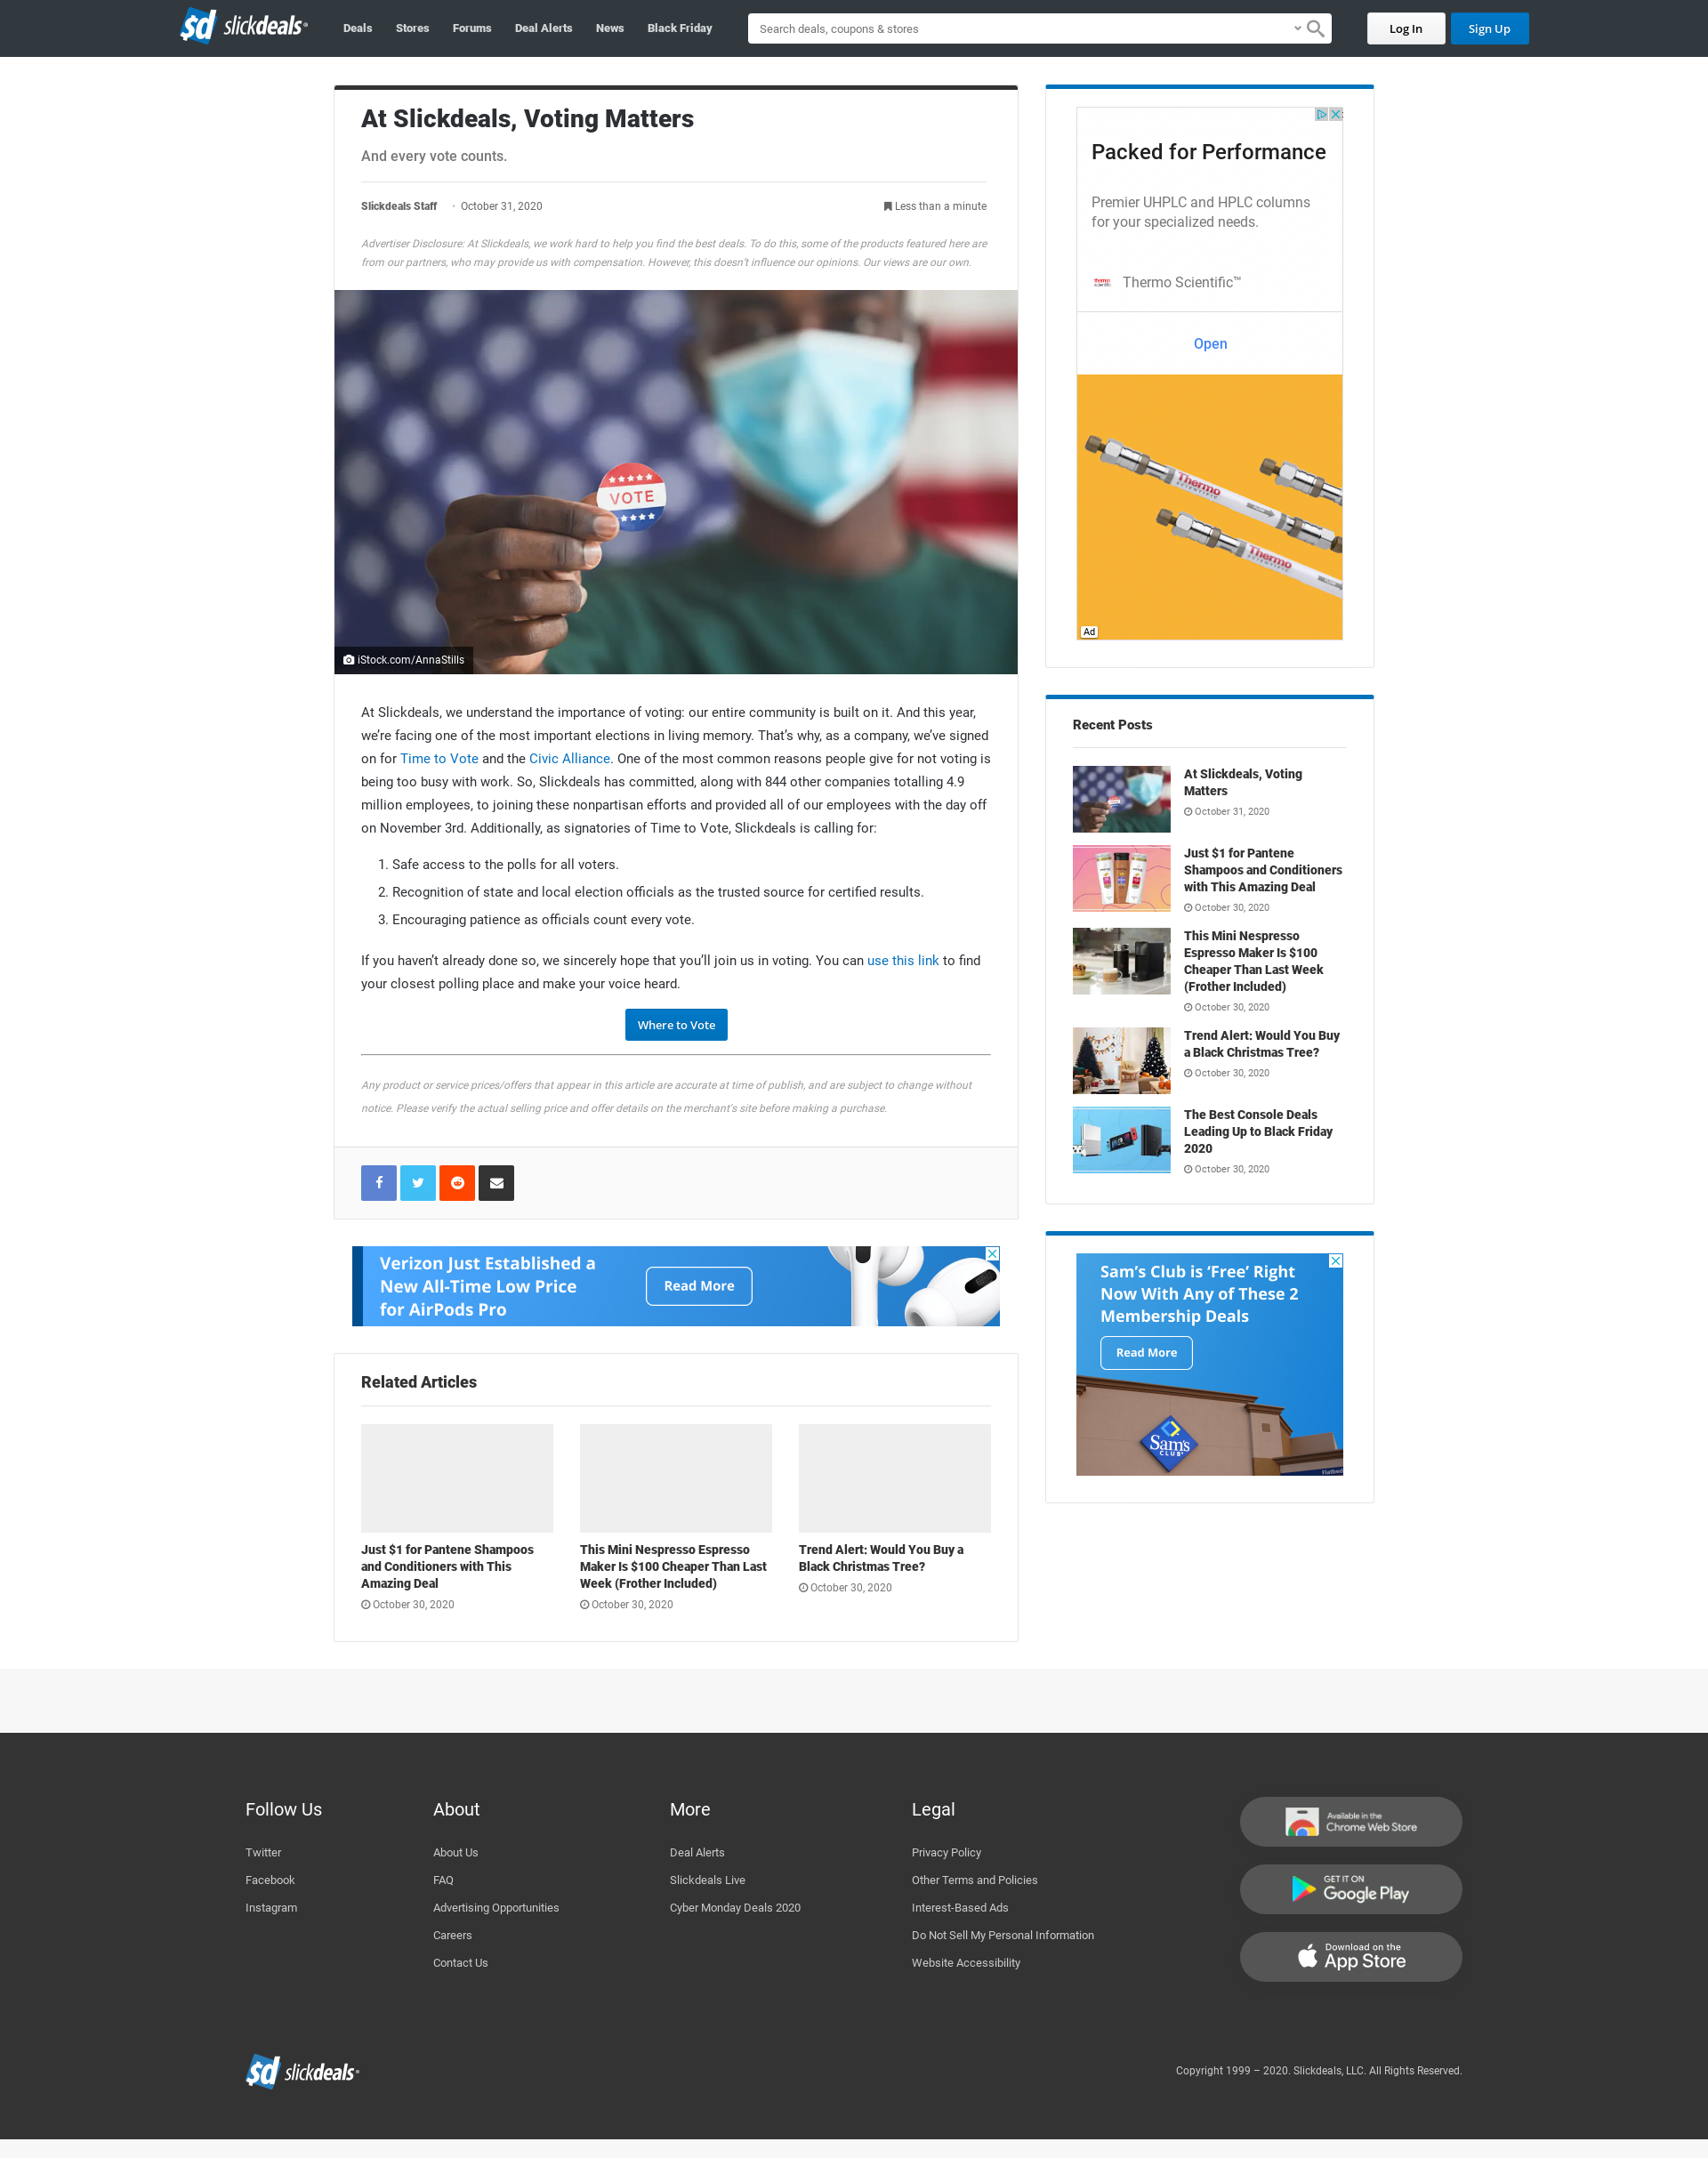 $d slickdeals®
Deals Stores Forums Deal Alerts News Black Friday
Search deals, coupons & stores
Log In
Sign Up
At Slickdeals, Voting Matters
And every vote counts.
Slickdeals Staff · October 31, 2020
Less than a minute
Advertiser Disclosure: At Slickdeals, we work hard to help you find the best deals. To do this, some of the products featured here are
from our partners, who may provide us with compensation. However, this doesn't influence our opinions. Our views are our own.
VOTE
iStock.com/AnnaStills
At Slickdeals, we understand the importance of voting: our entire community is built on it. And this year,
we're facing one of the most important elections in living memory. That's why, as a company, we've signed
on for Time to Vote and the Civic Alliance. One of the most common reasons people give for not voting is
being too busy with work. So, Slickdeals has committed, along with 844 other companies totalling 4.9
million employees, to joining these nonpartisan efforts and provided all of our employees with the day off
on November 3rd. Additionally, as signatories of Time to Vote, Slickdeals is calling for:
1. Safe access to the polls for all voters.
2. Recognition of state and local election officials as the trusted source for certified results.
3. Encouraging patience as officials count every vote.
If you haven't already done so, we sincerely hope that you'll join us in voting. You can use this link to find
your closest polling place and make your voice heard.
Where to Vote
Any product or service prices/offers that appear in this article are accurate at time of publish, and are subject to change without
notice. Please verify the actual selling price and offer details on the merchant's site before making a purchase.
Verizon Just Established a
New All-Time Low Price
for AirPods Pro
Read More
Related Articles
Just $1 for Pantene Shampoos
and Conditioners with This
Amazing Deal
October 30, 2020
This Mini Nespresso Espresso
Maker Is $100 Cheaper Than Last
Week (Frother Included)
October 30, 2020
Trend Alert: Would You Buy a
Black Christmas Tree?
October 30, 2020
Packed for Performance
Premier UHPLC and HPLC columns
for your specialized needs.
thermo
scientific
Thermo Scientific™
Open
Thermo
SCIENTIFIC
Thermo
SCIENTIFIC
Ad
Recent Posts
At Slickdeals, Voting
Matters
October 31, 2020
Just $1 for Pantene
Shampoos and Conditioners
with This Amazing Deal
October 30, 2020
This Mini Nespresso
Espresso Maker Is $100
Cheaper Than Last Week
(Frother Included)
October 30, 2020
Trend Alert: Would You Buy
a Black Christmas Tree?
October 30, 2020
The Best Console Deals
Leading Up to Black Friday
2020
October 30, 2020
Sam's Club is 'Free' Right
Now With Any of These 2
Membership Deals
Read More
Sam's
CLUB
Flatbed
Follow Us
Twitter
Facebook
Instagram
About
About Us
FAQ
Advertising Opportunities
Careers
Contact Us
More
Deal Alerts
Slickdeals Live
Cyber Monday Deals 2020
Legal
Privacy Policy
Other Terms and Policies
Interest-Based Ads
Do Not Sell My Personal Information
Website Accessibility
Available in the
Chrome Web Store
GET IT ON
Google Play
Download on the
App Store
$d slickdeals®
Copyright 1999 – 2020. Slickdeals, LLC. All Rights Reserved.